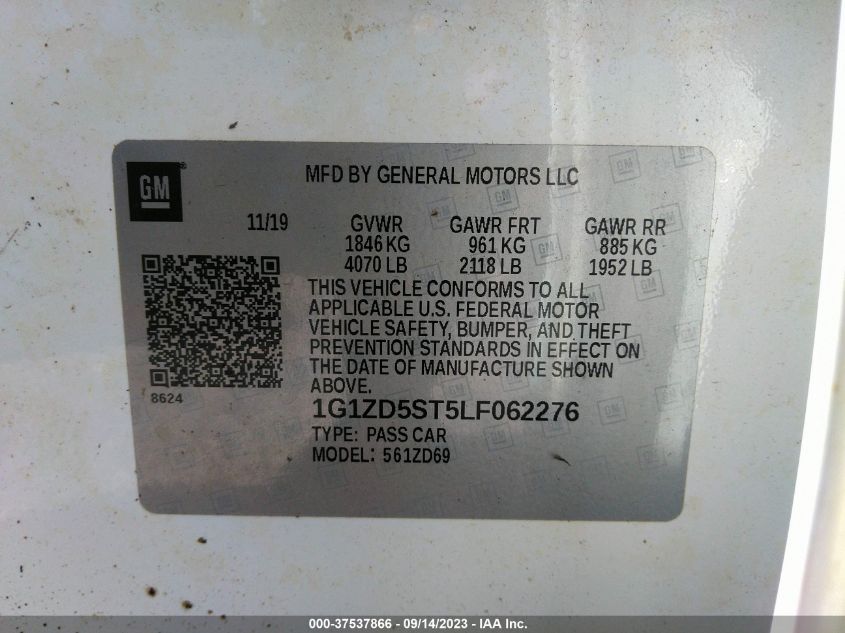 GM®
MFD BY GENERAL MOTORS LLC
11/19 GVWR GAWR FRT GAWR RR
1846 KG 961 KG 885 KG
4070 LB 2118 LB 1952 LB
THIS VEHICLE CONFORMS TO ALL
APPLICABLE U.S. FEDERAL MOTOR
VEHICLE SAFETY, BUMPER, AND THEFT
PREVENTION STANDARDS IN EFFECT ON
THE DATE OF MANUFACTURE SHOWN
ABOVE.
8624
1G1ZD5ST5LF062276
TYPE: PASS CAR
MODEL: 561ZD69
000-37537866 - 09/14/2023 - IAA Inc.